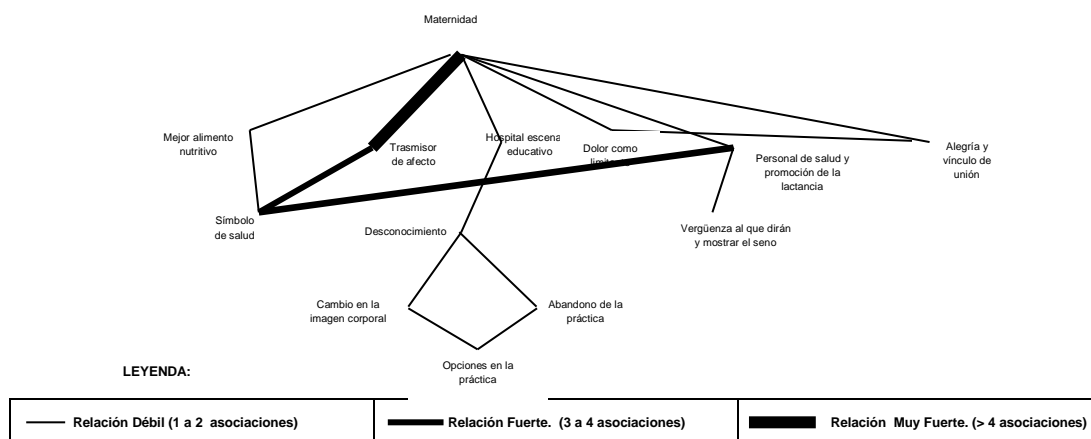 Maternidad
Mejor alimento
nutritivo
Trasmisor
de afecto
Hospital escena
educativo
Dolor como
Personal de salud y
promoción de la
lactancia
Alegría y
vínculo de
unión
Símbolo
de salud
Desconocimiento
Vergüenza al que dirán
y mostrar el seno
Cambio en la
imagen corporal
Abandono de la
práctica
Opciones en la
práctica
LEYENDA:
Relación Débil (1 a 2 asociaciones)
Relación Fuerte. (3 a 4 asociaciones)
Relación Muy Fuerte. (> 4 asociaciones)